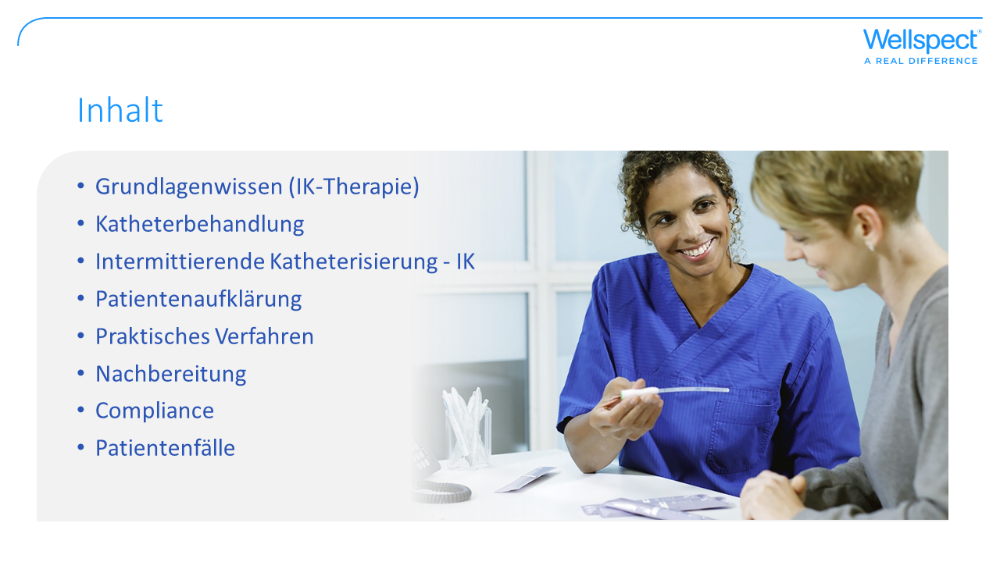 Wellspect®
A REAL DIFFERENCE
Inhalt
• Grundlagenwissen (IK-Therapie)
• Katheterbehandlung
• Intermittierende Katheterisierung - IK
• Patientenaufklärung
• Praktisches Verfahren
• Nachbereitung
• Compliance
• Patientenfälle